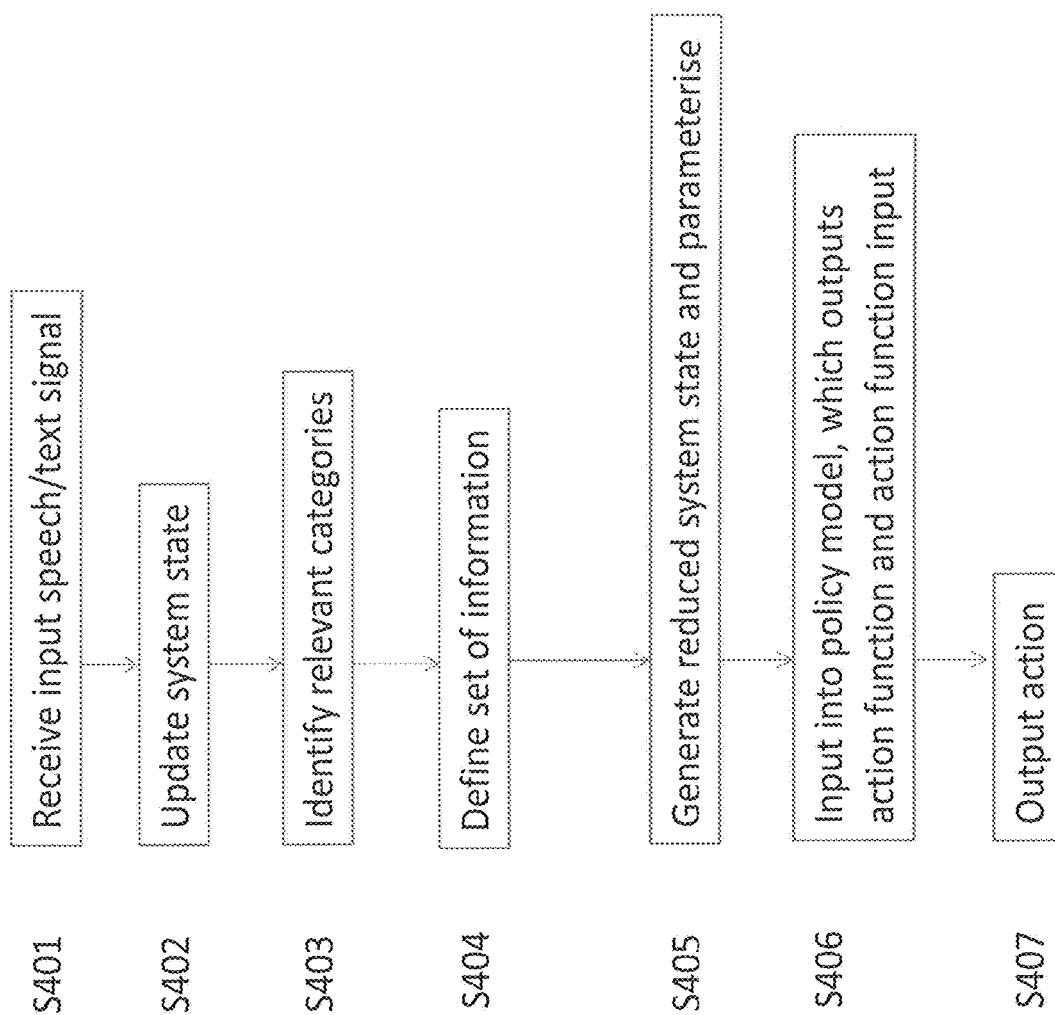 S401
Receive input speech/text signal
S402
Update system state
S403
Identify relevant categories
S404
Define set of information
S405
Generate reduced system state and parameterise
S406
Input into policy model, which outputs
action function and action function input
S407
Output action